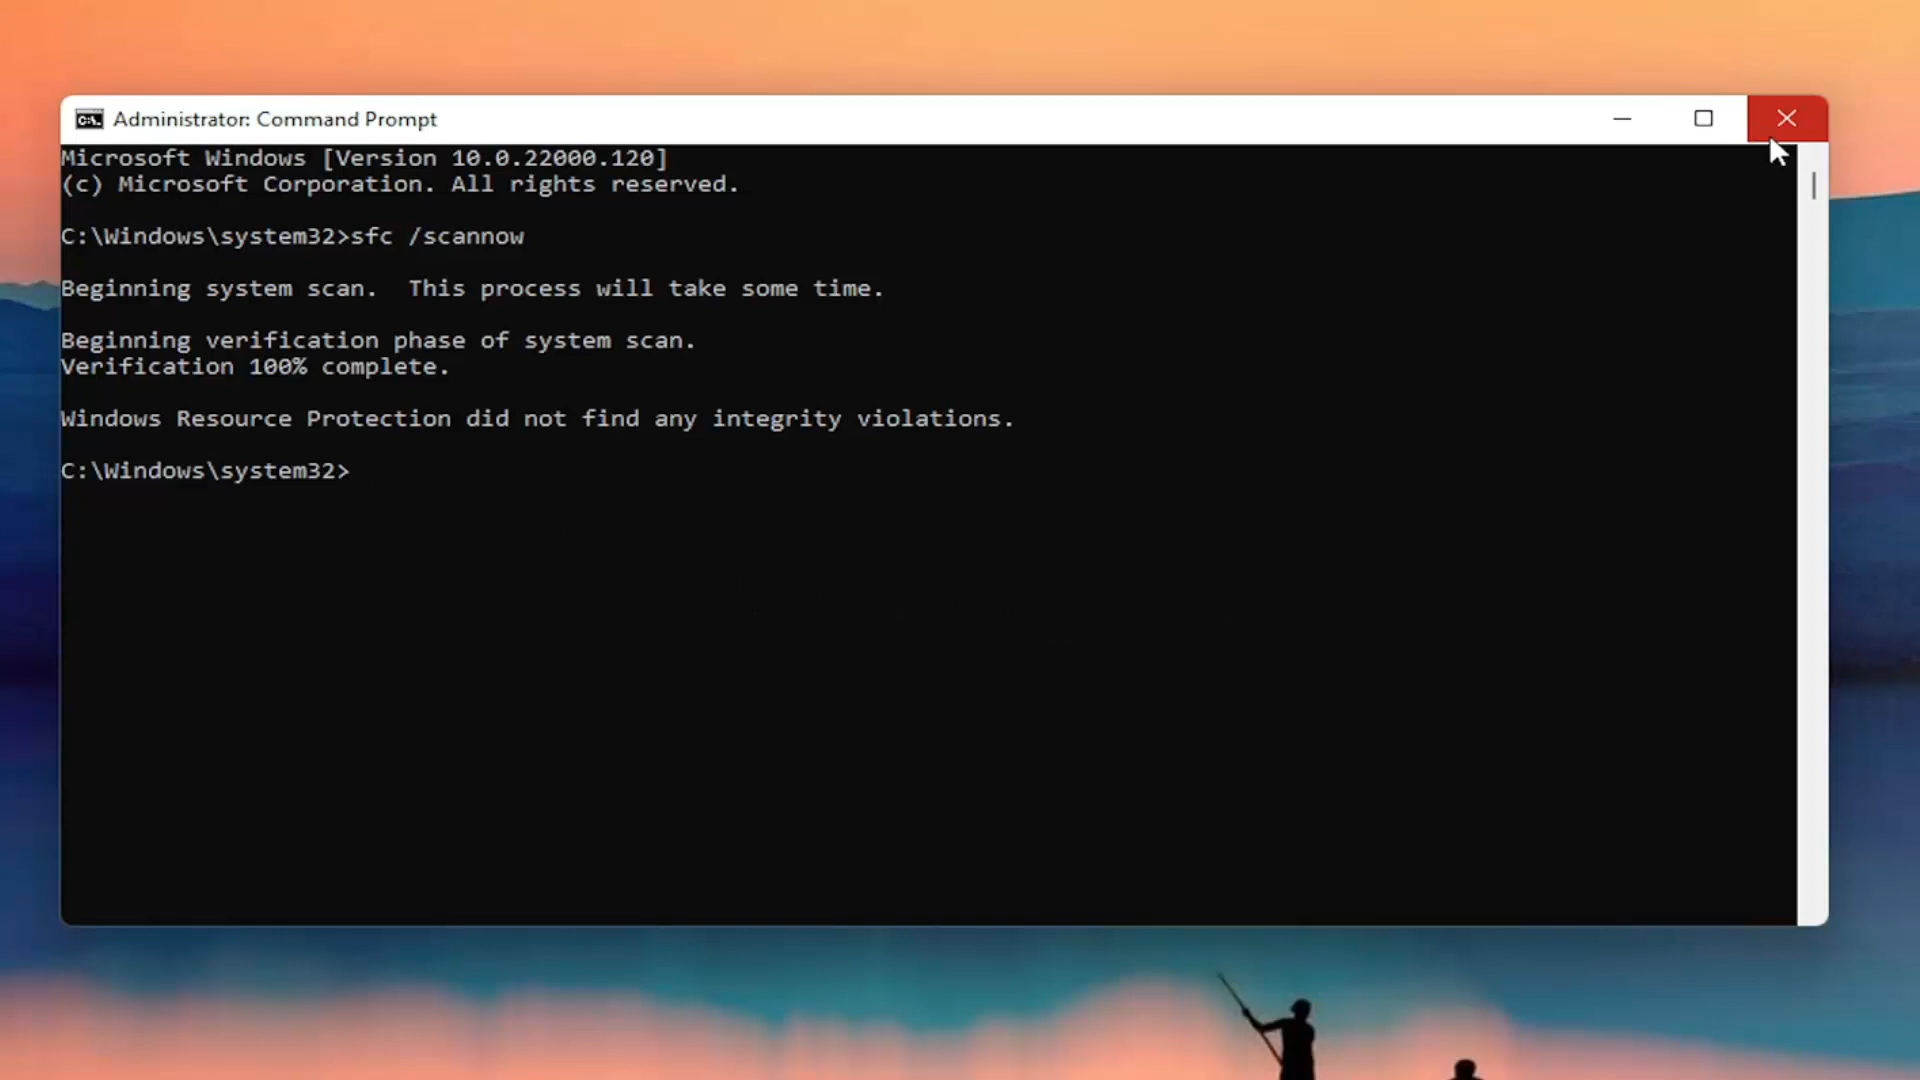 Administrator: Command Prompt
Microsoft Windows [Version 10.0.22000.120]
(c) Microsoft Corporation. All rights reserved.
C:\Windows\system32>sfc /scannow
Beginning system scan.  This process will take some time.
Beginning verification phase of system scan.
Verification 100% complete.
Windows Resource Protection did not find any integrity violations.
C:\Windows\system32>